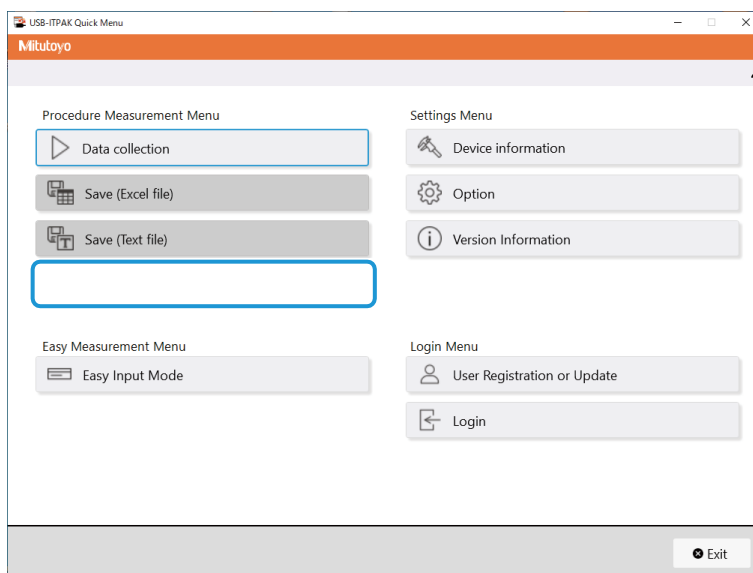 USB-ITPAK Quick Menu
Mitutoyo
Procedure Measurement Menu
Data collection
Save (Excel file)
Save (Text file)
Easy Measurement Menu
Easy Input Mode
Settings Menu
Device information
Option
Version Information
Login Menu
User Registration or Update
Login
Exit